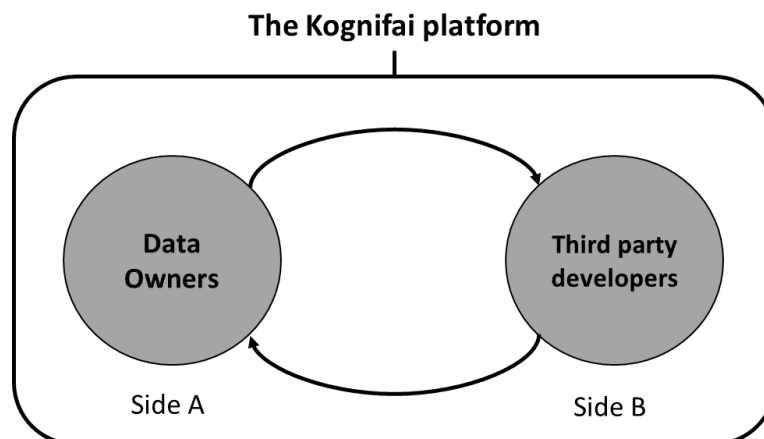 The Kognifai platform
Data
Owners
Third party
developers
Side A
Side B